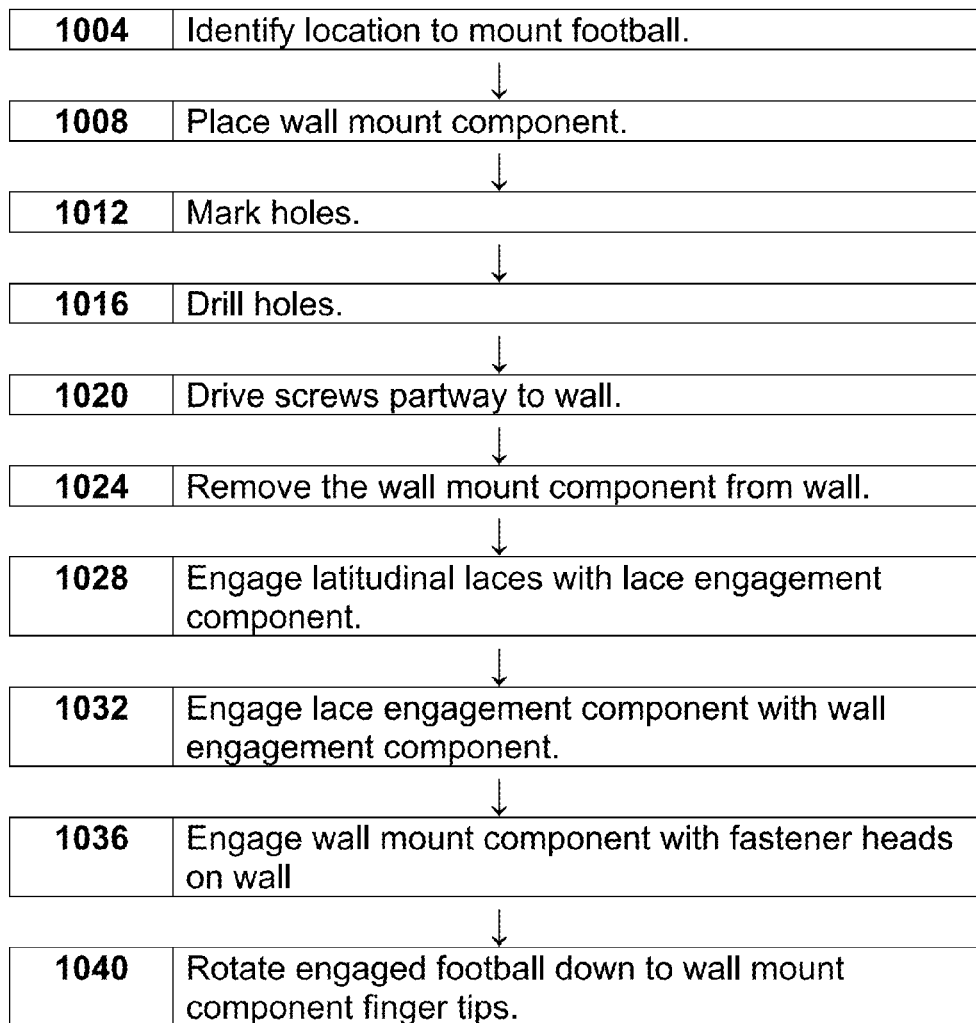 1004 Identify location to mount football.
1008 Place wall mount component.
1012 Mark holes.
1016 Drill holes.
1020 Drive screws partway to wall.
1024 Remove the wall mount component from wall.
1028 Engage latitudinal laces with lace engagement
component.
1032 Engage lace engagement component with wall
engagement component.
1036 Engage wall mount component with fastener heads
on wall
1040 Rotate engaged football down to wall mount
component finger tips.